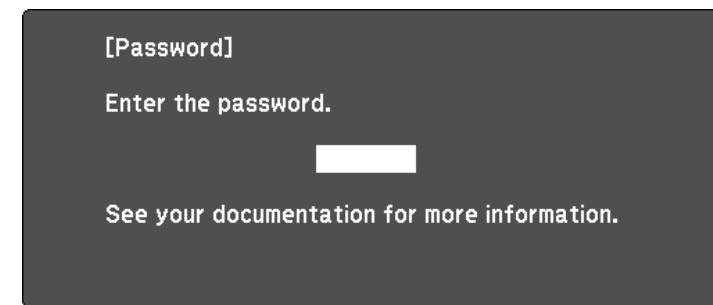 [Password]
Enter the password.
See your documentation for more information.